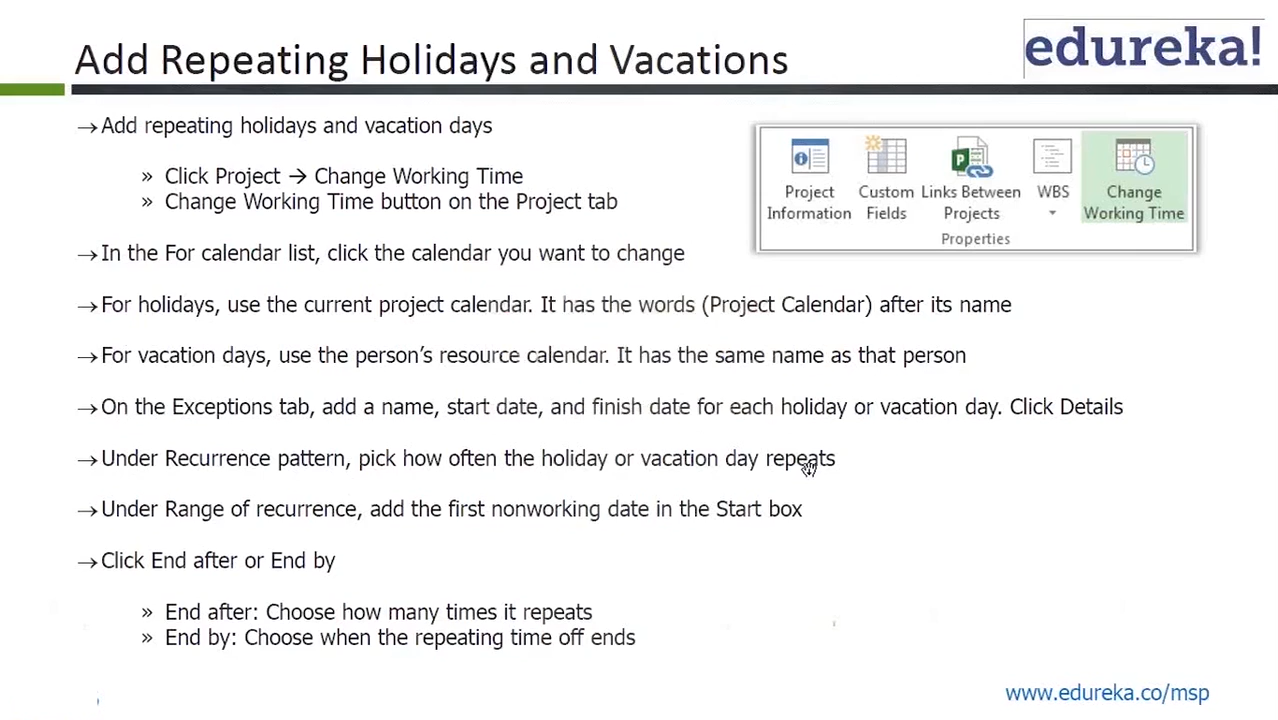 Add Repeating Holidays and Vacations
edureka!
→Add repeating holidays and vacation days
» Click Project → Change Working Time
» Change Working Time button on the Project tab
Project Information
Custom Fields
Links Between Projects
WBS
Change Working Time
Properties
→In the For calendar list, click the calendar you want to change
→For holidays, use the current project calendar. It has the words (Project Calendar) after its name
→For vacation days, use the person’s resource calendar. It has the same name as that person
→On the Exceptions tab, add a name, start date, and finish date for each holiday or vacation day. Click Details
→Under Recurrence pattern, pick how often the holiday or vacation day repeats
→Under Range of recurrence, add the first nonworking date in the Start box
→Click End after or End by
» End after: Choose how many times it repeats
» End by: Choose when the repeating time off ends
www.edureka.co/msp